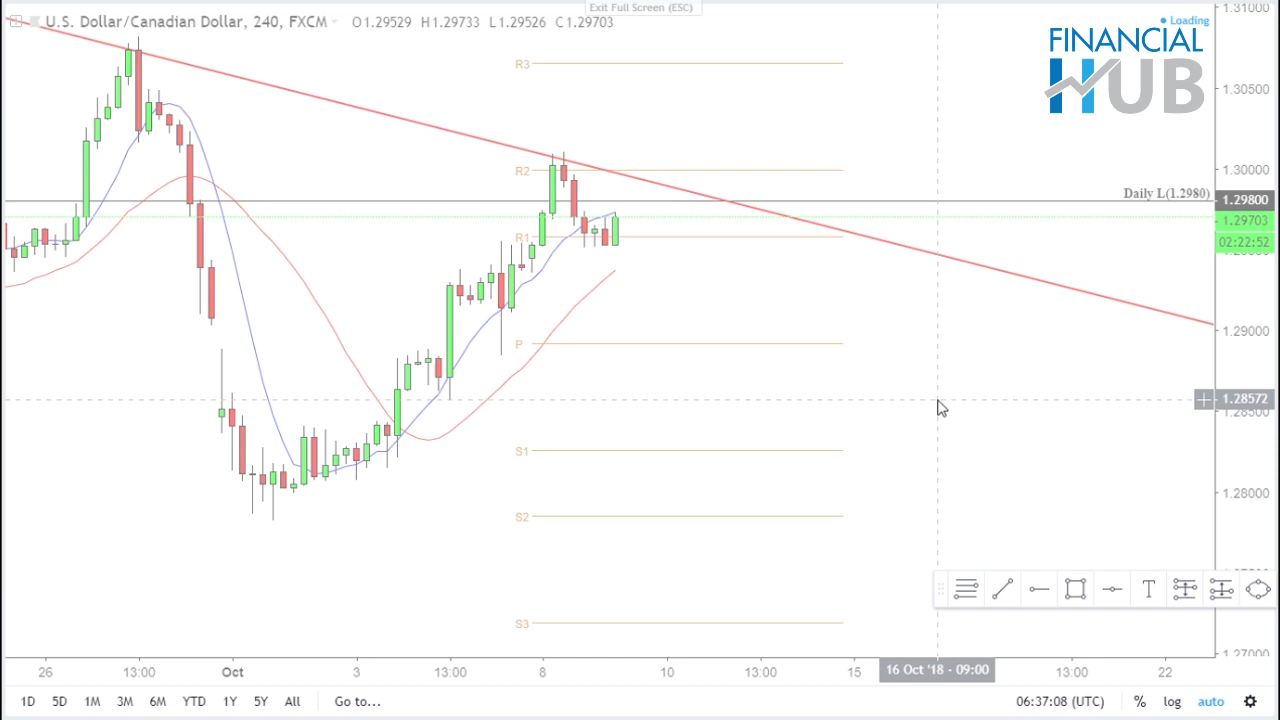 Exit Full Screen (ESC)
U.S. Dollar/Canadian Dollar, 240, FXCM O1.29529 H1.29733 L1.29526 C1.29703
Loading
FINANCIAL
HUB
1.31000
R3
1.30500
R2
1.30000
Daily L(1.2980) 1.29800
1.29703
R1
02:22:52
1.29000
P
1.28572
1.28500
S1
1.28000
S2
S3
1.27000
26 13:00 Oct 3 13:00 8 10 13:00 15 16 Oct '18 - 09:00 13:00 22
1D 5D 1M 3M 6M YTD 1Y 5Y All Go to... 06:37:08 (UTC) % log auto